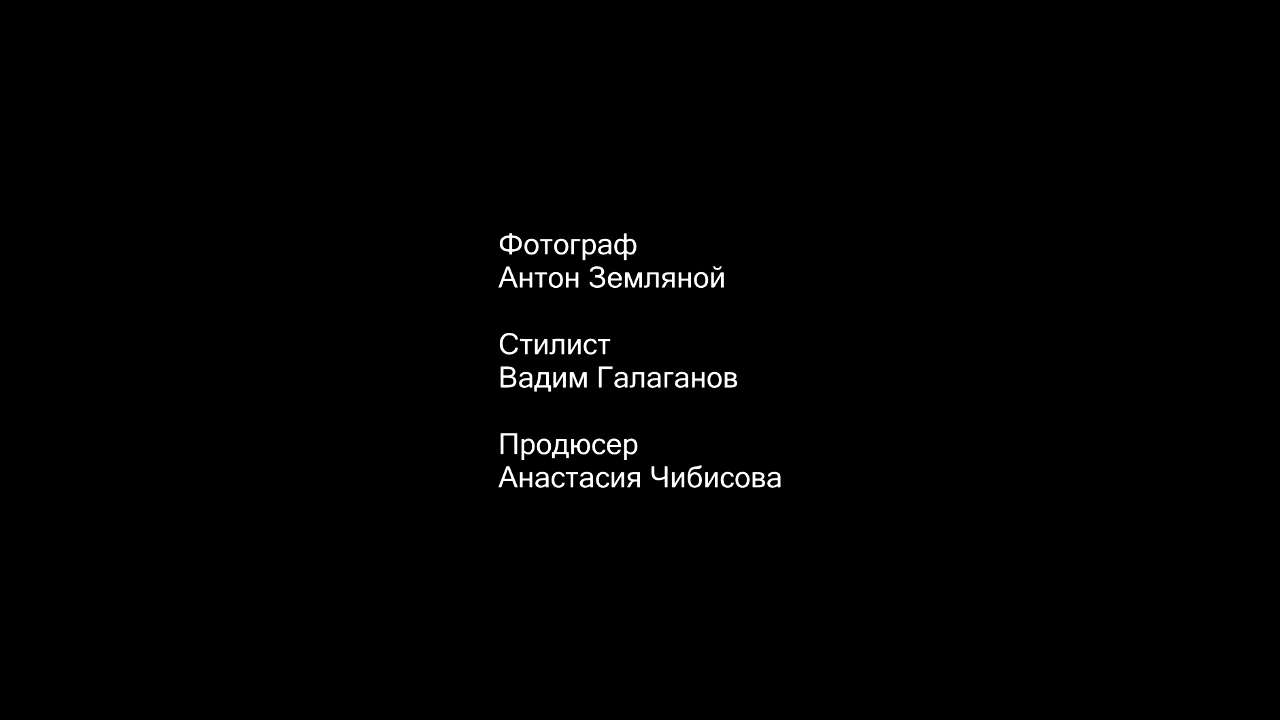 Фотограф
Антон Земляной
Стилист
Вадим Галаганов
Продюсер
Анастасия Чибисова